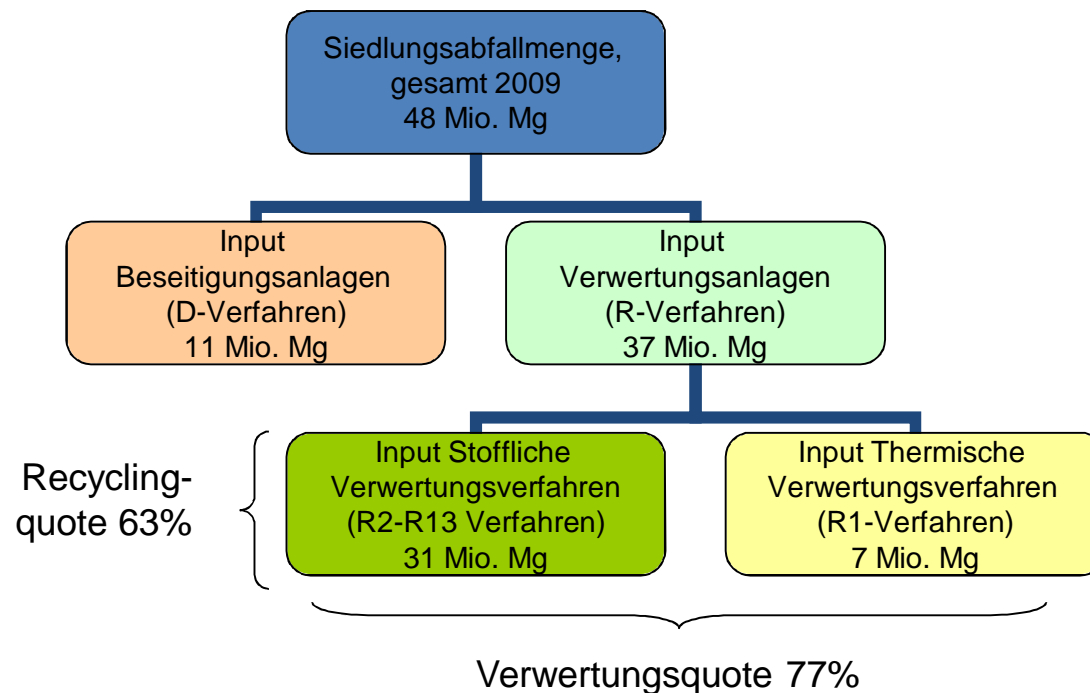 Siedlungsabfallmenge,
gesamt 2009
48 Mio. Mg
Input
Beseitigungsanlagen
(D-Verfahren)
11 Mio. Mg
Input
Verwertungsanlagen
(R-Verfahren)
37 Mio. Mg
Recycling-
quote 63%
Input Stoffliche
Verwertungsverfahren
(R2-R13 Verfahren)
31 Mio. Mg
Input Thermische
Verwertungsverfahren
(R1-Verfahren)
7 Mio. Mg
Verwertungsquote 77%